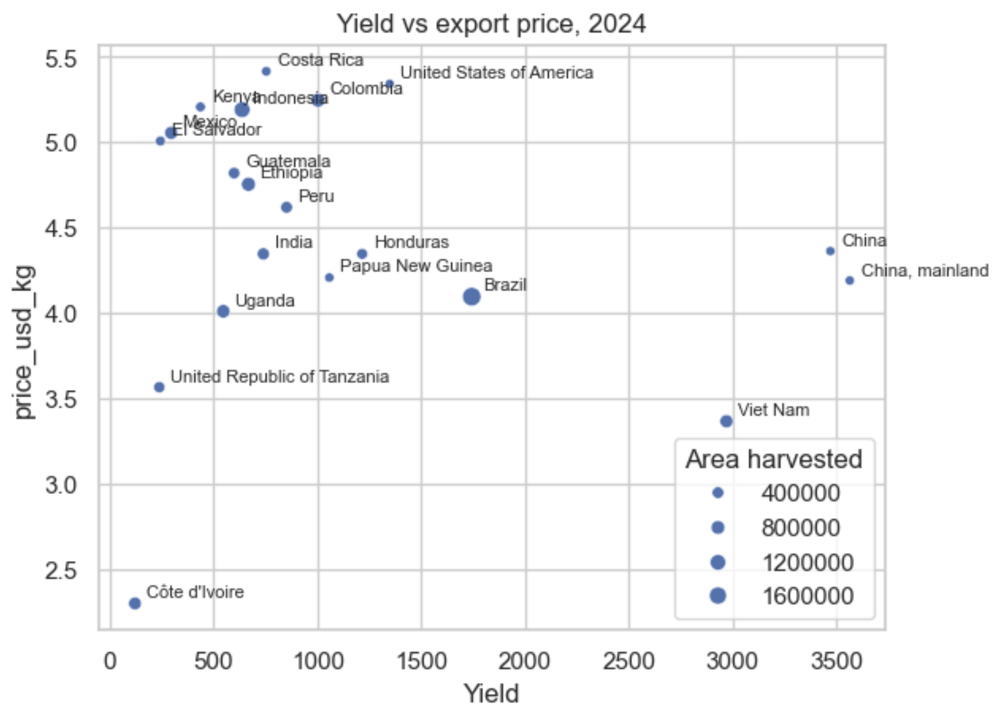 Yield vs export price, 2024
5.5
5.0
4.5
4.0
3.5
3.0
2.5
price_usd_kg
Costa Rica
United States of America
Colombia
Kenya
Indonesia
Mexico
El Salvador
Guatemala
Ethiopia
Peru
India
Honduras
China
Papua New Guinea
China, mainland
Brazil
Uganda
United Republic of Tanzania
Viet Nam
Côte d'Ivoire
Area harvested
400000
800000
1200000
1600000
0 500 1000 1500 2000 2500 3000 3500
Yield